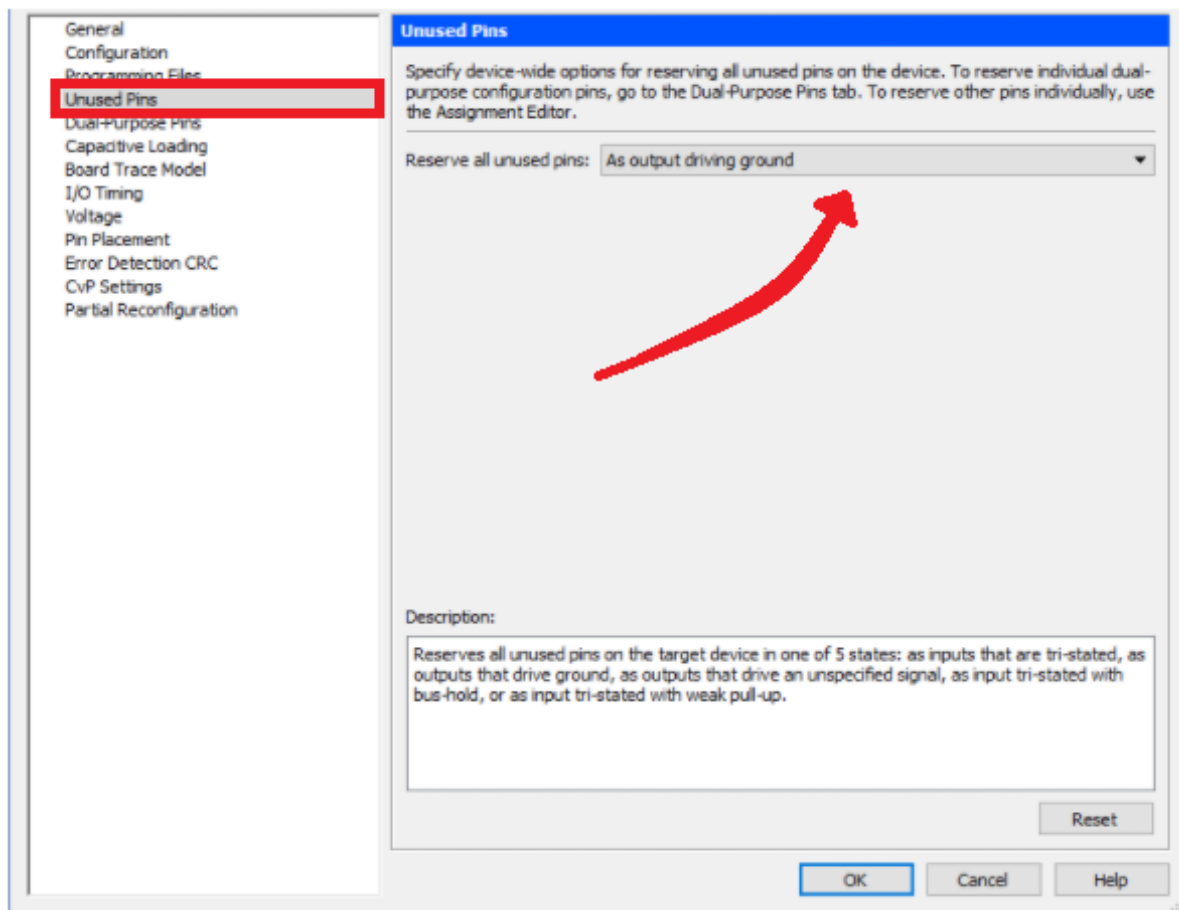 General
Configuration
Programming Files
Unused Pins
Dual-Purpose Pins
Capacitive Loading
Board Trace Model
I/O Timing
Voltage
Pin Placement
Error Detection CRC
CvP Settings
Partial Reconfiguration
Unused Pins
Specify device-wide options for reserving all unused pins on the device. To reserve individual dual-
purpose configuration pins, go to the Dual-Purpose Pins tab. To reserve other pins individually, use
the Assignment Editor.
Reserve all unused pins: As output driving ground
Description:
Reserves all unused pins on the target device in one of 5 states: as inputs that are tri-stated, as
outputs that drive ground, as outputs that drive an unspecified signal, as input tri-stated with
bus-hold, or as input tri-stated with weak pull-up.
Reset
OK Cancel Help